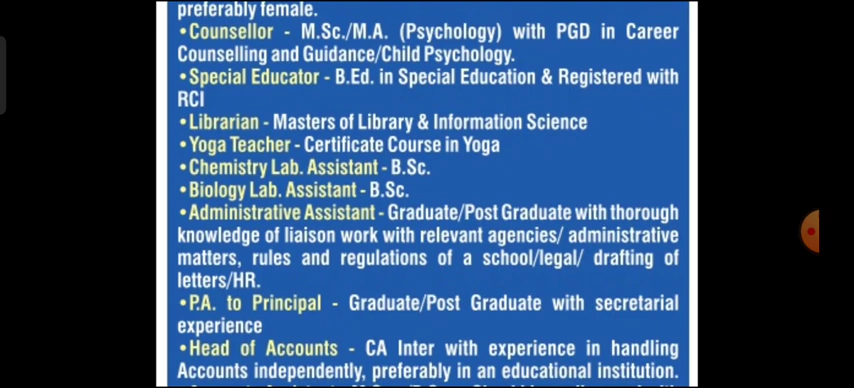 preferably female.
•Counsellor - M.Sc./M.A. (Psychology) with PGD in Career
Counselling and Guidance/Child Psychology.
•Special Educator - B.Ed. in Special Education & Registered with
RCI
•Librarian - Masters of Library & Information Science
•Yoga Teacher - Certificate Course in Yoga
•Chemistry Lab. Assistant - B.Sc.
•Biology Lab. Assistant - B.Sc.
•Administrative Assistant - Graduate/Post Graduate with thorough
knowledge of liaison work with relevant agencies/ administrative
matters, rules and regulations of a school/legal/ drafting of
letters/HR.
•P.A. to Principal - Graduate/Post Graduate with secretarial
experience
•Head of Accounts - CA Inter with experience in handling
Accounts independently, preferably in an educational institution.